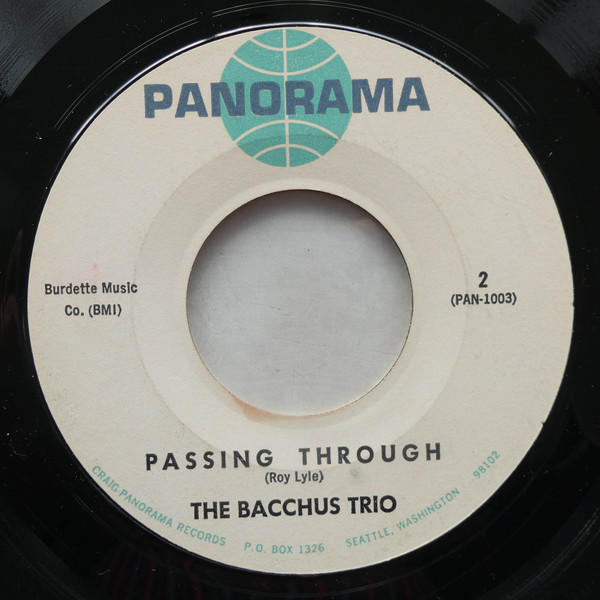 PANORAMA
Burdette Music
Co. (BMI)
2
(PAN-1003)
PASSING THROUGH
(Roy Lyle)
THE BACCHUS TRIO
CRAIG-PANORAMA RECORDS P.O. BOX 1326 SEATTLE, WASHINGTON 98102